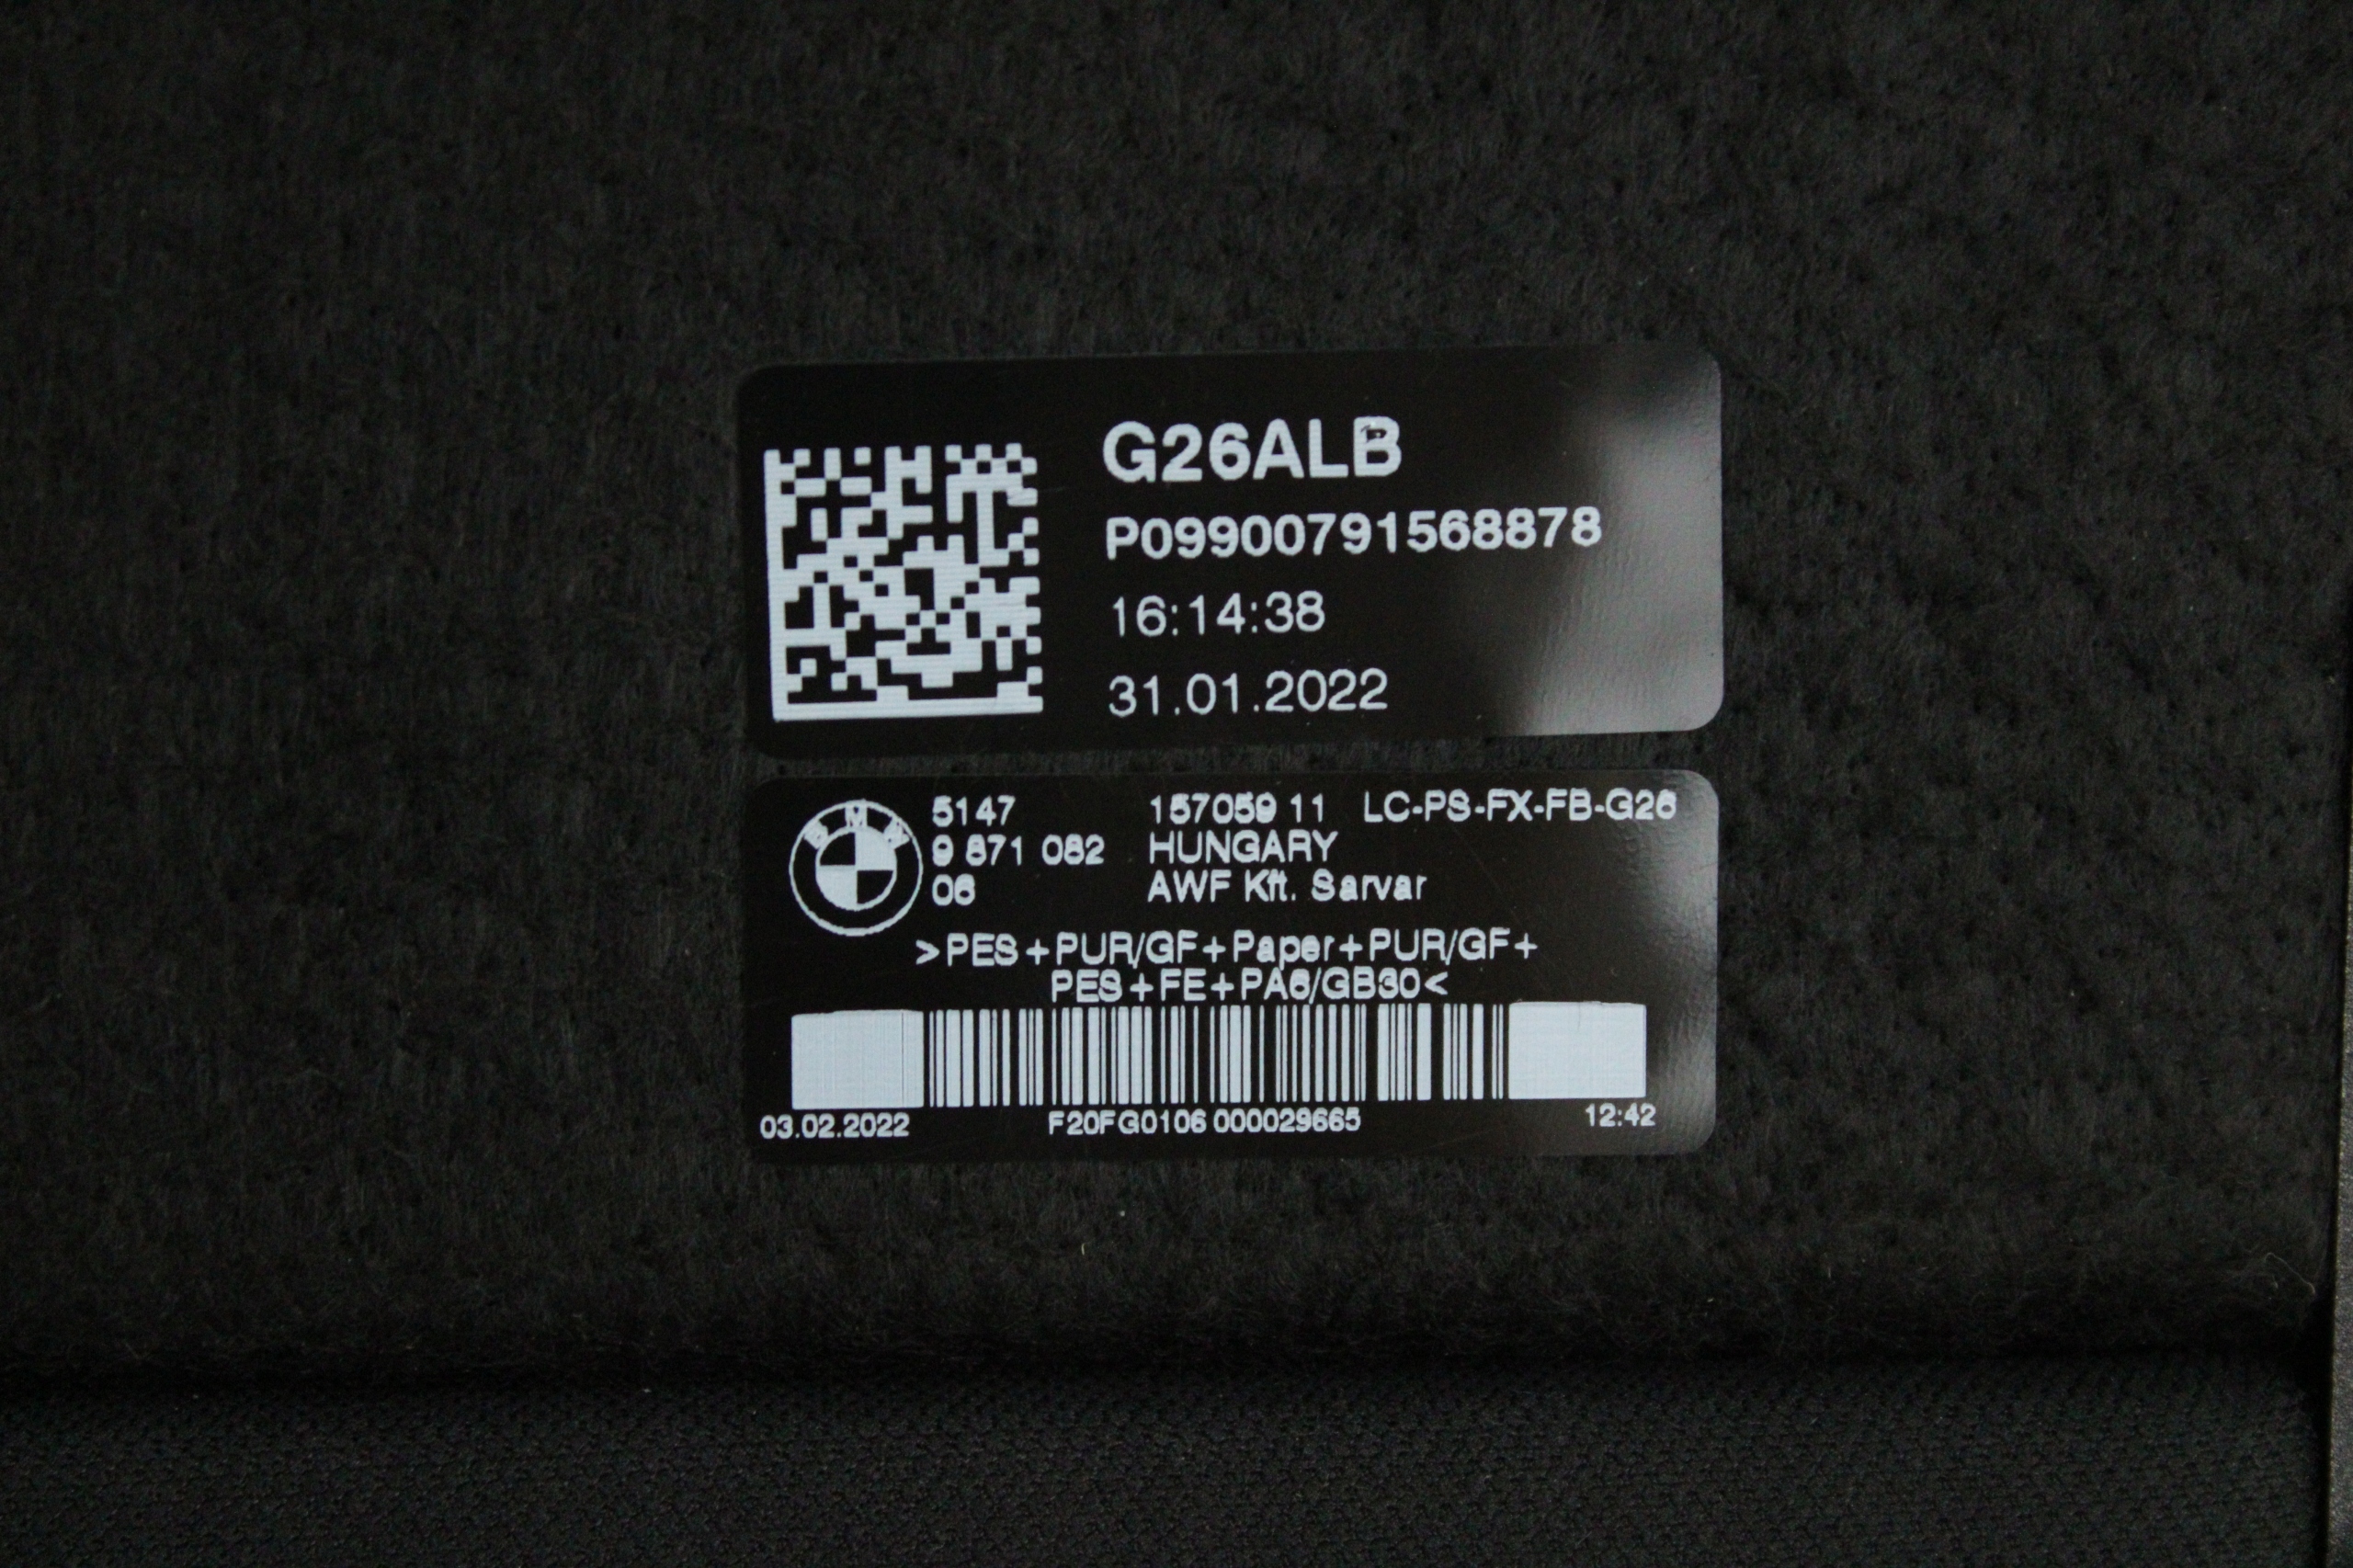 G26ALB
P09900791568878
16:14:38
31.01.2022
BMW
5147 157059 11 LC-PS-FX-FB-G26
9 871 082 HUNGARY
06 AWF Kft. Sarvar
>PES+PUR/GF+Paper+PUR/GF+
PES+FE+PA6/GB30<
03.02.2022 F20FG0106 000029665 12:42